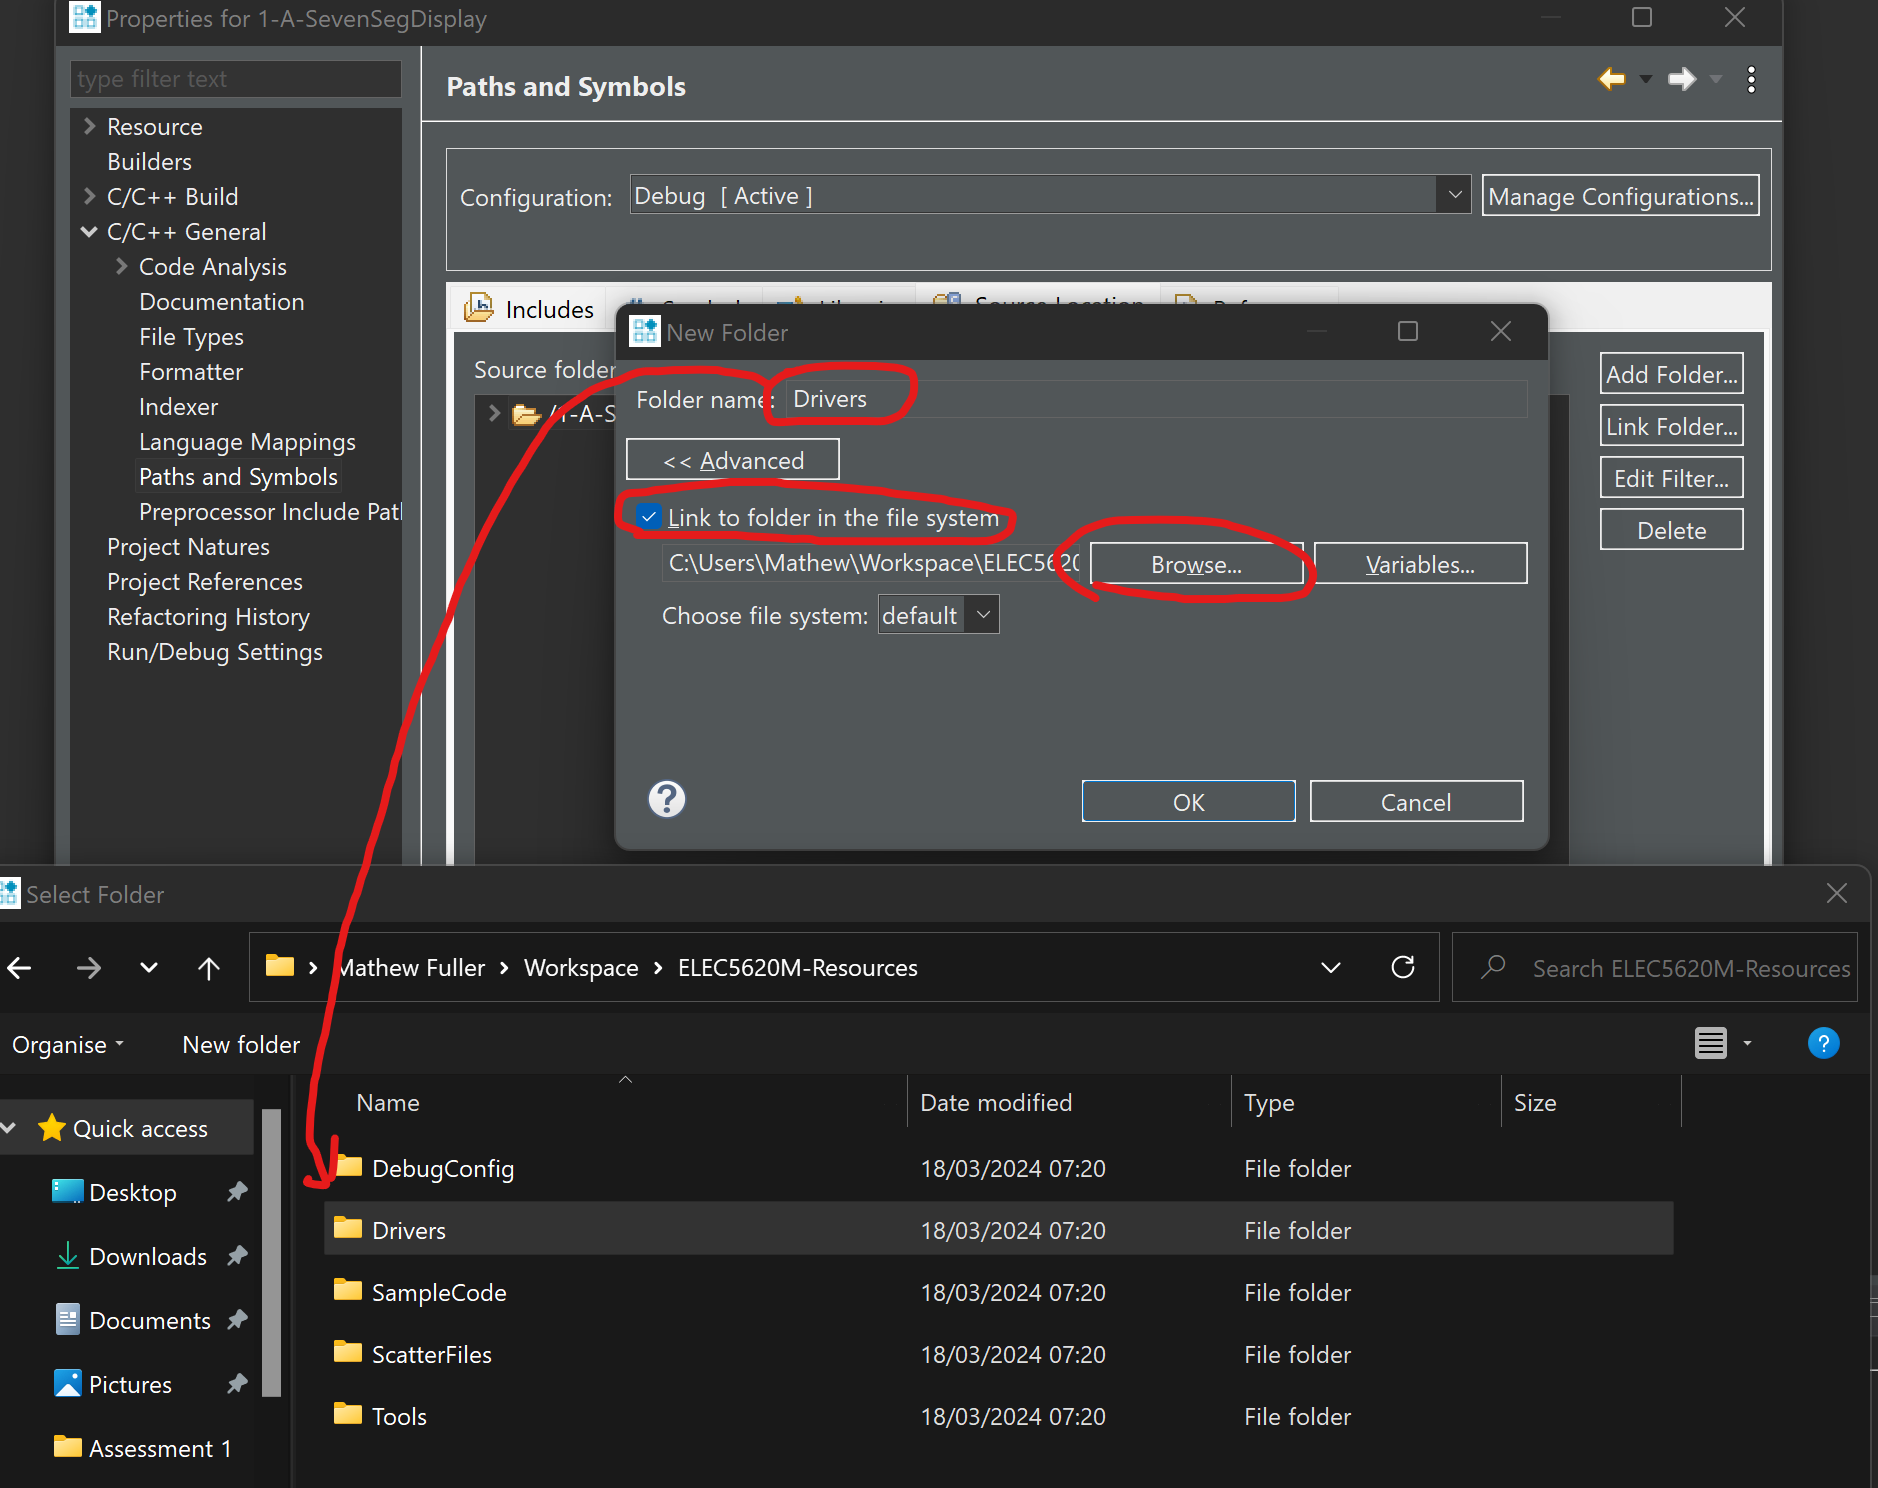 Properties for 1-A-SevenSegDisplay
type filter text
Resource
Builders
C/C++ Build
C/C++ General
Code Analysis
Documentation
File Types
Formatter
Indexer
Language Mappings
Paths and Symbols
Preprocessor Include Pat
Project Natures
Project References
Refactoring History
Run/Debug Settings
Paths and Symbols
Configuration: Debug [ Active ] Manage Configurations...
Includes Source Location
Source folder
/1-A-S
Add Folder...
Link Folder...
Edit Filter...
Delete
New Folder
Folder name: Drivers
<< Advanced
Link to folder in the file system
C:\Users\Mathew\Workspace\ELEC5620 Browse... Variables...
Choose file system: default
OK Cancel
Select Folder
Mathew Fuller > Workspace > ELEC5620M-Resources
Search ELEC5620M-Resources
Organise New folder
Quick access
Desktop
Downloads
Documents
Pictures
Assessment 1
Name Date modified Type Size
DebugConfig 18/03/2024 07:20 File folder
Drivers 18/03/2024 07:20 File folder
SampleCode 18/03/2024 07:20 File folder
ScatterFiles 18/03/2024 07:20 File folder
Tools 18/03/2024 07:20 File folder